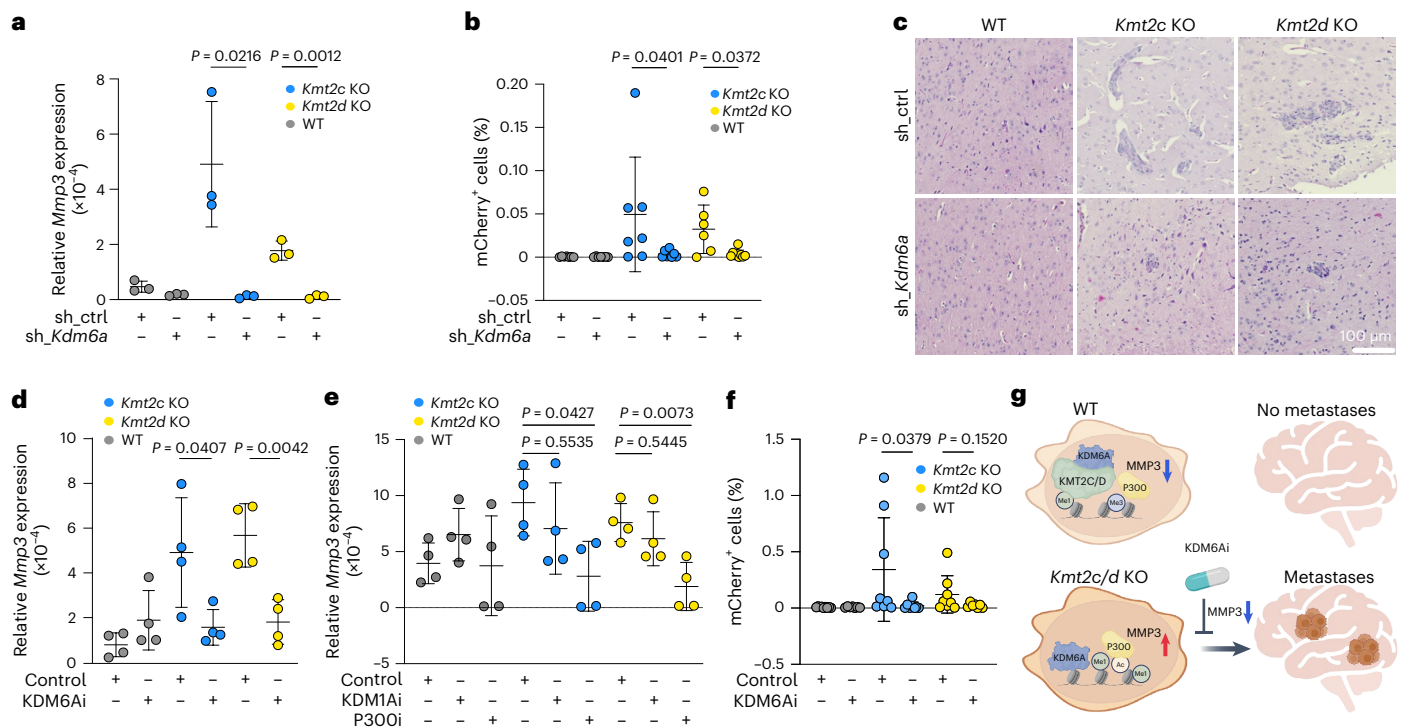 a
P = 0.0216 P = 0.0012
Relative Mmp3 expression
(×10⁻⁴)
8
6
4
2
0
Kmt2c KO
Kmt2d KO
WT
sh_ctrl + – + – + –
sh_Kdm6a – + – + – +
b
P = 0.0401 P = 0.0372
mCherry⁺ cells (%)
0.20
0.15
0.10
0.05
0
–0.05
Kmt2c KO
Kmt2d KO
WT
sh_ctrl + – + – + –
sh_Kdm6a – + – + – +
c
WT Kmt2c KO Kmt2d KO
sh_ctrl
sh_Kdm6a
100 µm
d
Kmt2c KO
Kmt2d KO
WT
P = 0.0407 P = 0.0042
Relative Mmp3 expression
(×10⁻⁴)
10
8
6
4
2
0
Control + – + – + –
KDM6Ai – + – + – +
e
Kmt2c KO
Kmt2d KO
WT
P = 0.0427 P = 0.0073
P = 0.5535 P = 0.5445
Relative Mmp3 expression
(×10⁻⁴)
15
10
5
0
–5
Control + – – + – – + – –
KDM1Ai – + – – + – – + –
P300i – – + – – + – – +
f
P = 0.0379 P = 0.1520
mCherry⁺ cells (%)
1.5
1.0
0.5
0
–0.5
Kmt2c KO
Kmt2d KO
WT
Control + – + – + –
KDM6Ai – + – + – +
g
WT No metastases
KDM6A
MMP3
KMT2C/D
P300
Me1 Me3
KDM6Ai
Kmt2c/d KO Metastases
MMP3
MMP3
P300
KDM6A
Me1 Ac Me1